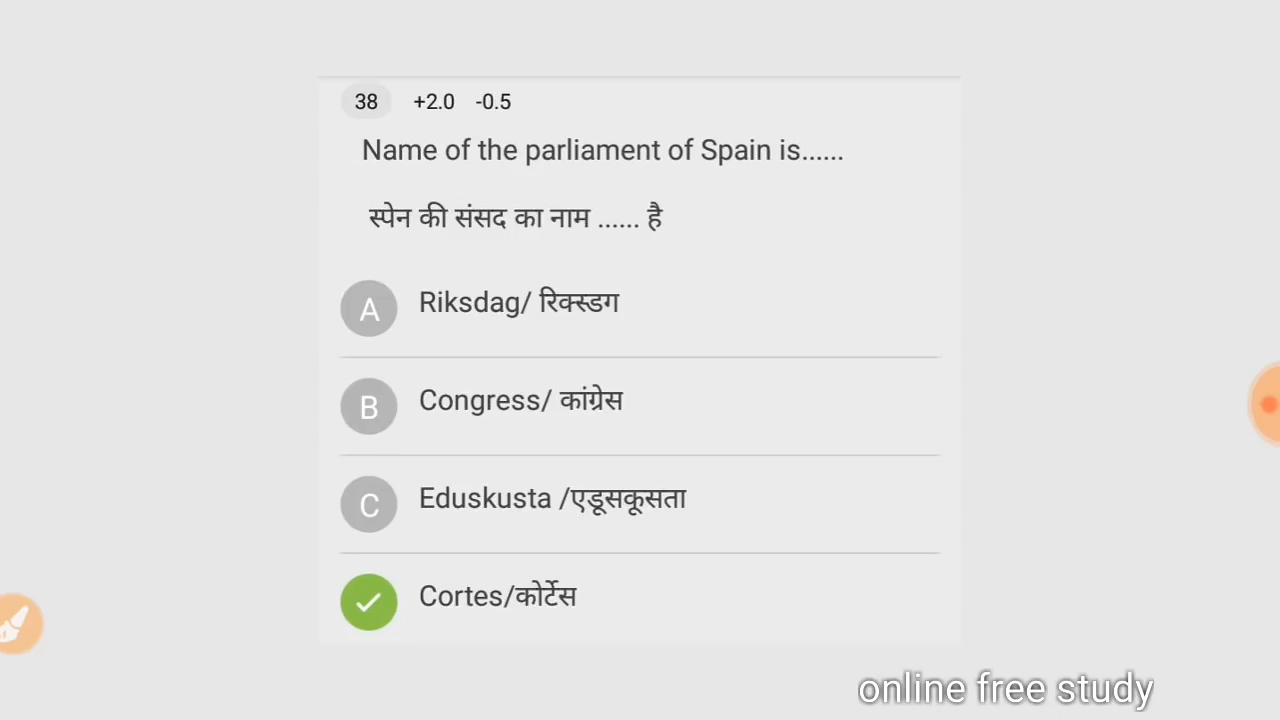 38 +2.0 -0.5
Name of the parliament of Spain is......
स्पेन की संसद का नाम ...... है
A Riksdag/ रिक्स्डग
B Congress/ कांग्रेस
C Eduskusta /एडूसकूसता
Cortes/कोर्टेस
online free study